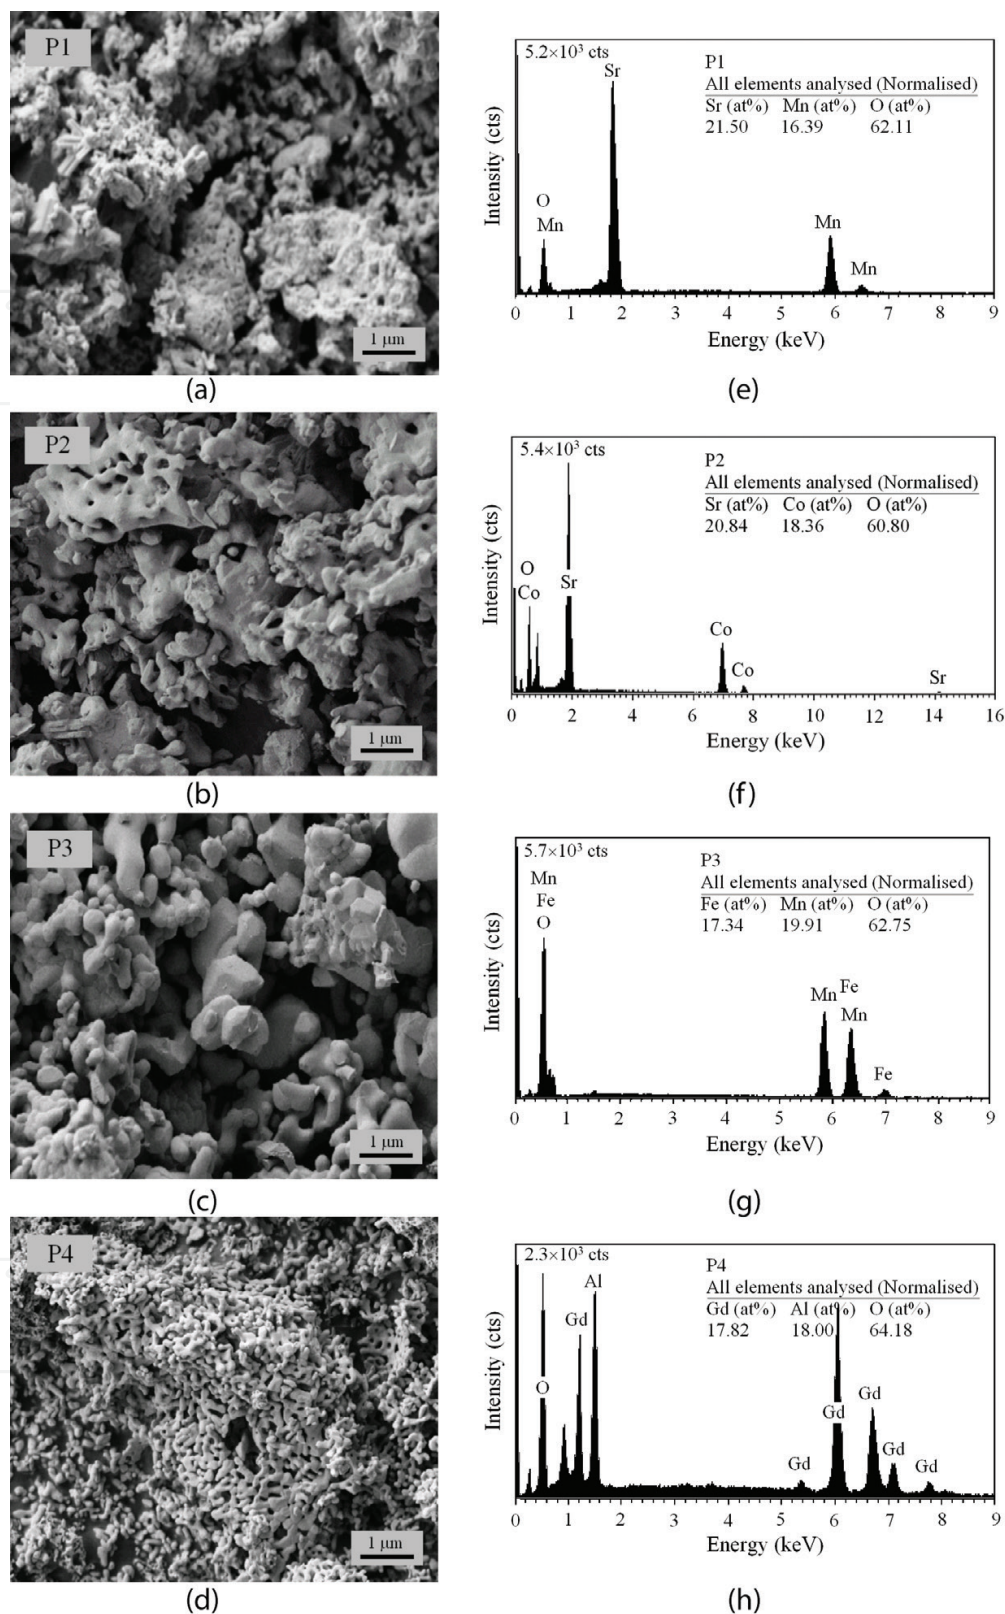 P1
1 μm
(a)
5.2×10³ cts
Sr
P1
All elements analysed (Normalised)
Sr (at%) Mn (at%) O (at%)
21.50 16.39 62.11
O
Mn
Mn
Mn
Intensity (cts)
0 1 2 3 4 5 6 7 8 9
Energy (keV)
(e)
P2
1 μm
(b)
5.4×10³ cts
P2
All elements analysed (Normalised)
Sr (at%) Co (at%) O (at%)
20.84 18.36 60.80
O
Co
Sr
Co
Co
Sr
Intensity (cts)
0 2 4 6 8 10 12 14 16
Energy (keV)
(f)
P3
1 μm
(c)
5.7×10³ cts
P3
All elements analysed (Normalised)
Fe (at%) Mn (at%) O (at%)
17.34 19.91 62.75
Mn
Fe
O
Mn
Fe
Mn
Fe
Intensity (cts)
0 1 2 3 4 5 6 7 8 9
Energy (keV)
(g)
P4
1 μm
(d)
2.3×10³ cts
P4
All elements analysed (Normalised)
Gd (at%) Al (at%) O (at%)
17.82 18.00 64.18
Al
Gd
O
Gd
Gd
Gd
Gd
Gd
Intensity (cts)
0 1 2 3 4 5 6 7 8 9
Energy (keV)
(h)